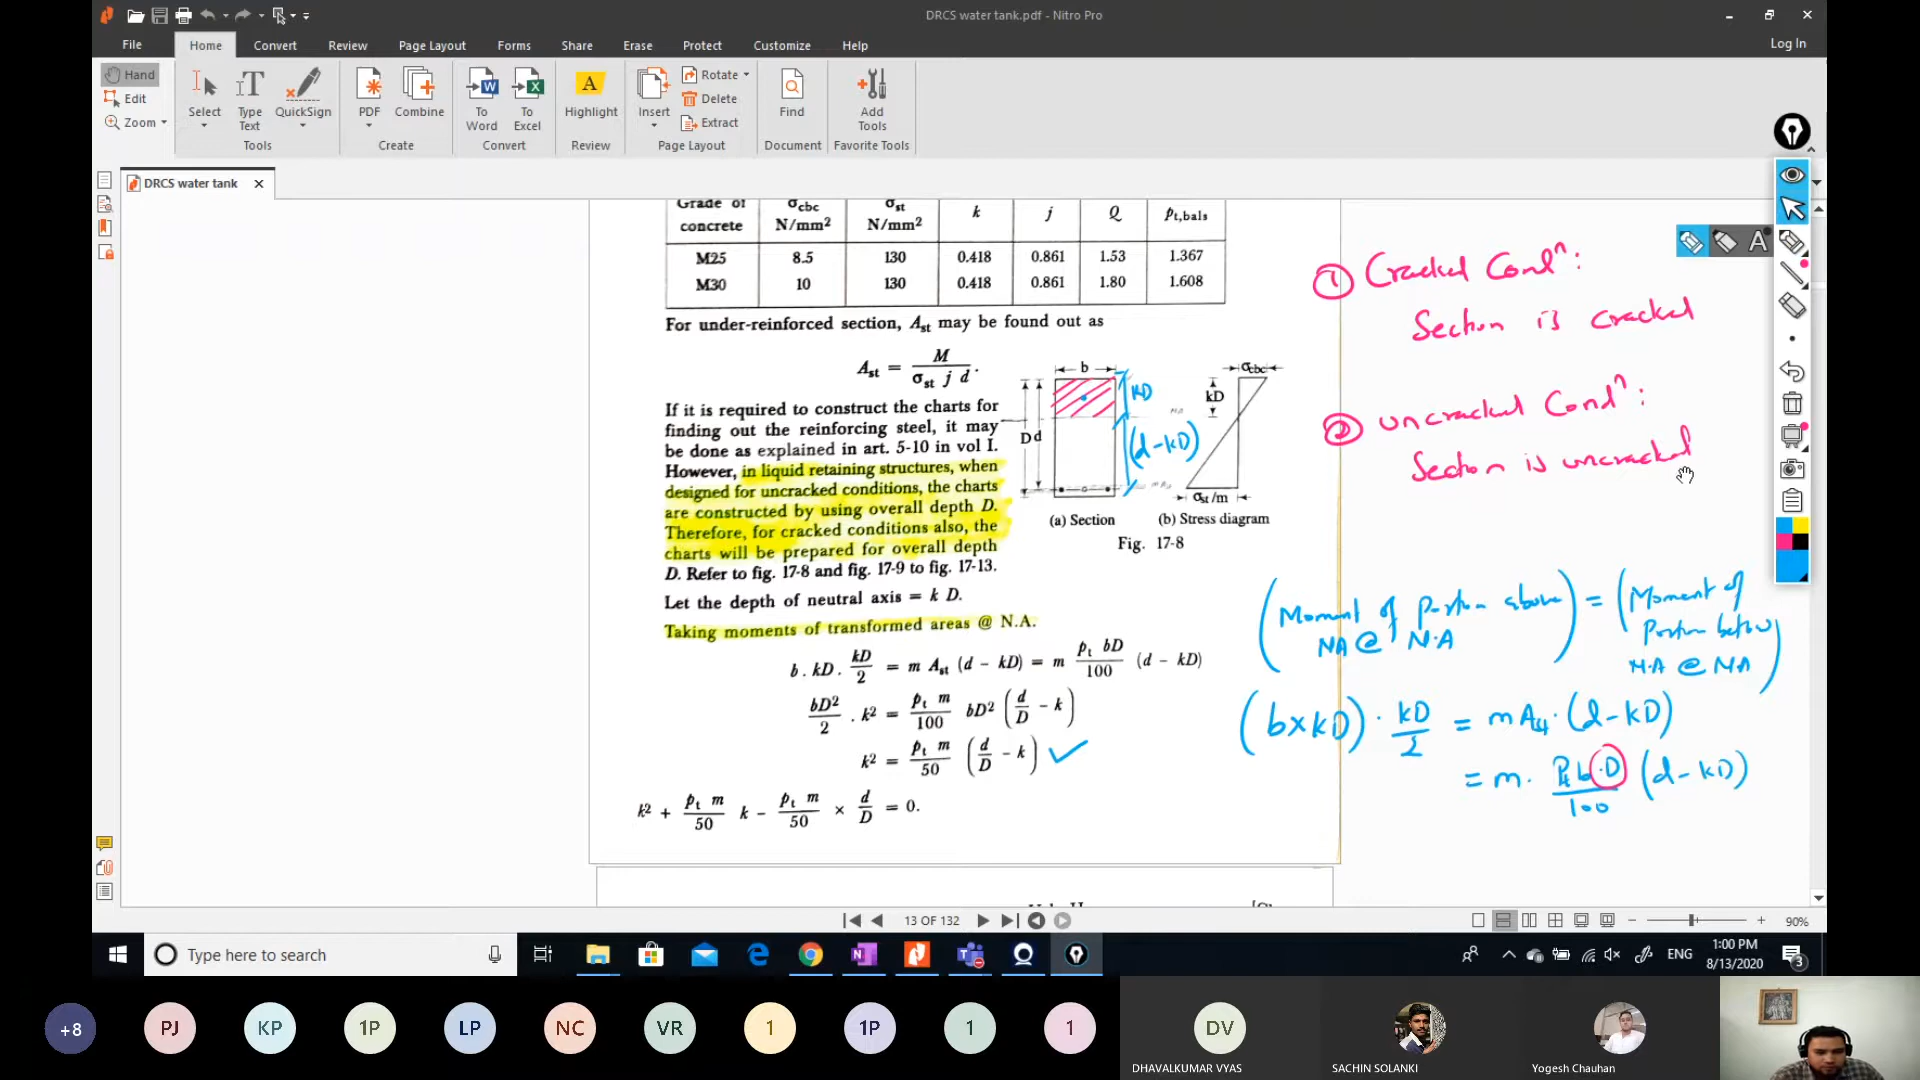 DRCS water tank.pdf - Nitro Pro
File Home Convert Review Page Layout Forms Share Erase Protect Customize Help
Log In
Hand
Edit
Zoom
Select
Type Text
QuickSign
PDF
Combine
To Word
To Excel
Highlight
Insert
Rotate
Delete
Extract
Find
Add Tools
Tools Create Convert Review Page Layout Document Favorite Tools
DRCS water tank
Grade of concrete σcbc N/mm² σst N/mm² k j Q pt,bals
M25 8.5 130 0.418 0.861 1.53 1.367
M30 10 130 0.418 0.861 1.80 1.608
For under-reinforced section, Ast may be found out as
Ast = M / σst j d .
If it is required to construct the charts for
finding out the reinforcing steel, it may
be done as explained in art. 5-10 in vol I.
However, in liquid retaining structures, when
designed for uncracked conditions, the charts
are constructed by using overall depth D.
Therefore, for cracked conditions also, the
charts will be prepared for overall depth
D. Refer to fig. 17-8 and fig. 17-9 to fig. 17-13.
b
D d
kD
(d-kD)
σcbc
kD
σst/m
(a) Section
(b) Stress diagram
Fig. 17-8
Let the depth of neutral axis = k D.
Taking moments of transformed areas @ N.A.
b . kD . kD/2 = m Ast (d − kD) = m pt bD/100 (d − kD)
bD²/2 . k² = pt m/100 bD² (d/D − k)
k² = pt m/50 (d/D − k)
k² + pt m/50 k − pt m/50 × d/D = 0.
① Cracked Condⁿ:
Section is cracked
② uncracked Condⁿ:
Section is uncracked
(Moment of Portion above NA @ N.A) = (Moment of Portion below N.A @ NA)
(b×kD) · kD/2 = mAst · (d-kD)
= m · Pt b·D/100 (d-kD)
13 OF 132
90%
Type here to search
ENG
1:00 PM
8/13/2020
3
+8 PJ KP 1P LP NC VR 1 1P 1 1 DV
DHAVALKUMAR VYAS
SACHIN SOLANKI
Yogesh Chauhan